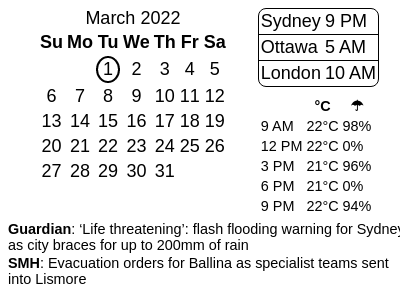 March 2022
Su Mo Tu We Th Fr Sa
1 2 3 4 5
6 7 8 9 10 11 12
13 14 15 16 17 18 19
20 21 22 23 24 25 26
27 28 29 30 31
Sydney 9 PM
Ottawa 5 AM
London 10 AM
°C ☂
9 AM 22°C 98%
12 PM 22°C 0%
3 PM 21°C 96%
6 PM 21°C 0%
9 PM 22°C 94%
Guardian: ‘Life threatening’: flash flooding warning for Sydney
as city braces for up to 200mm of rain
SMH: Evacuation orders for Ballina as specialist teams sent
into Lismore